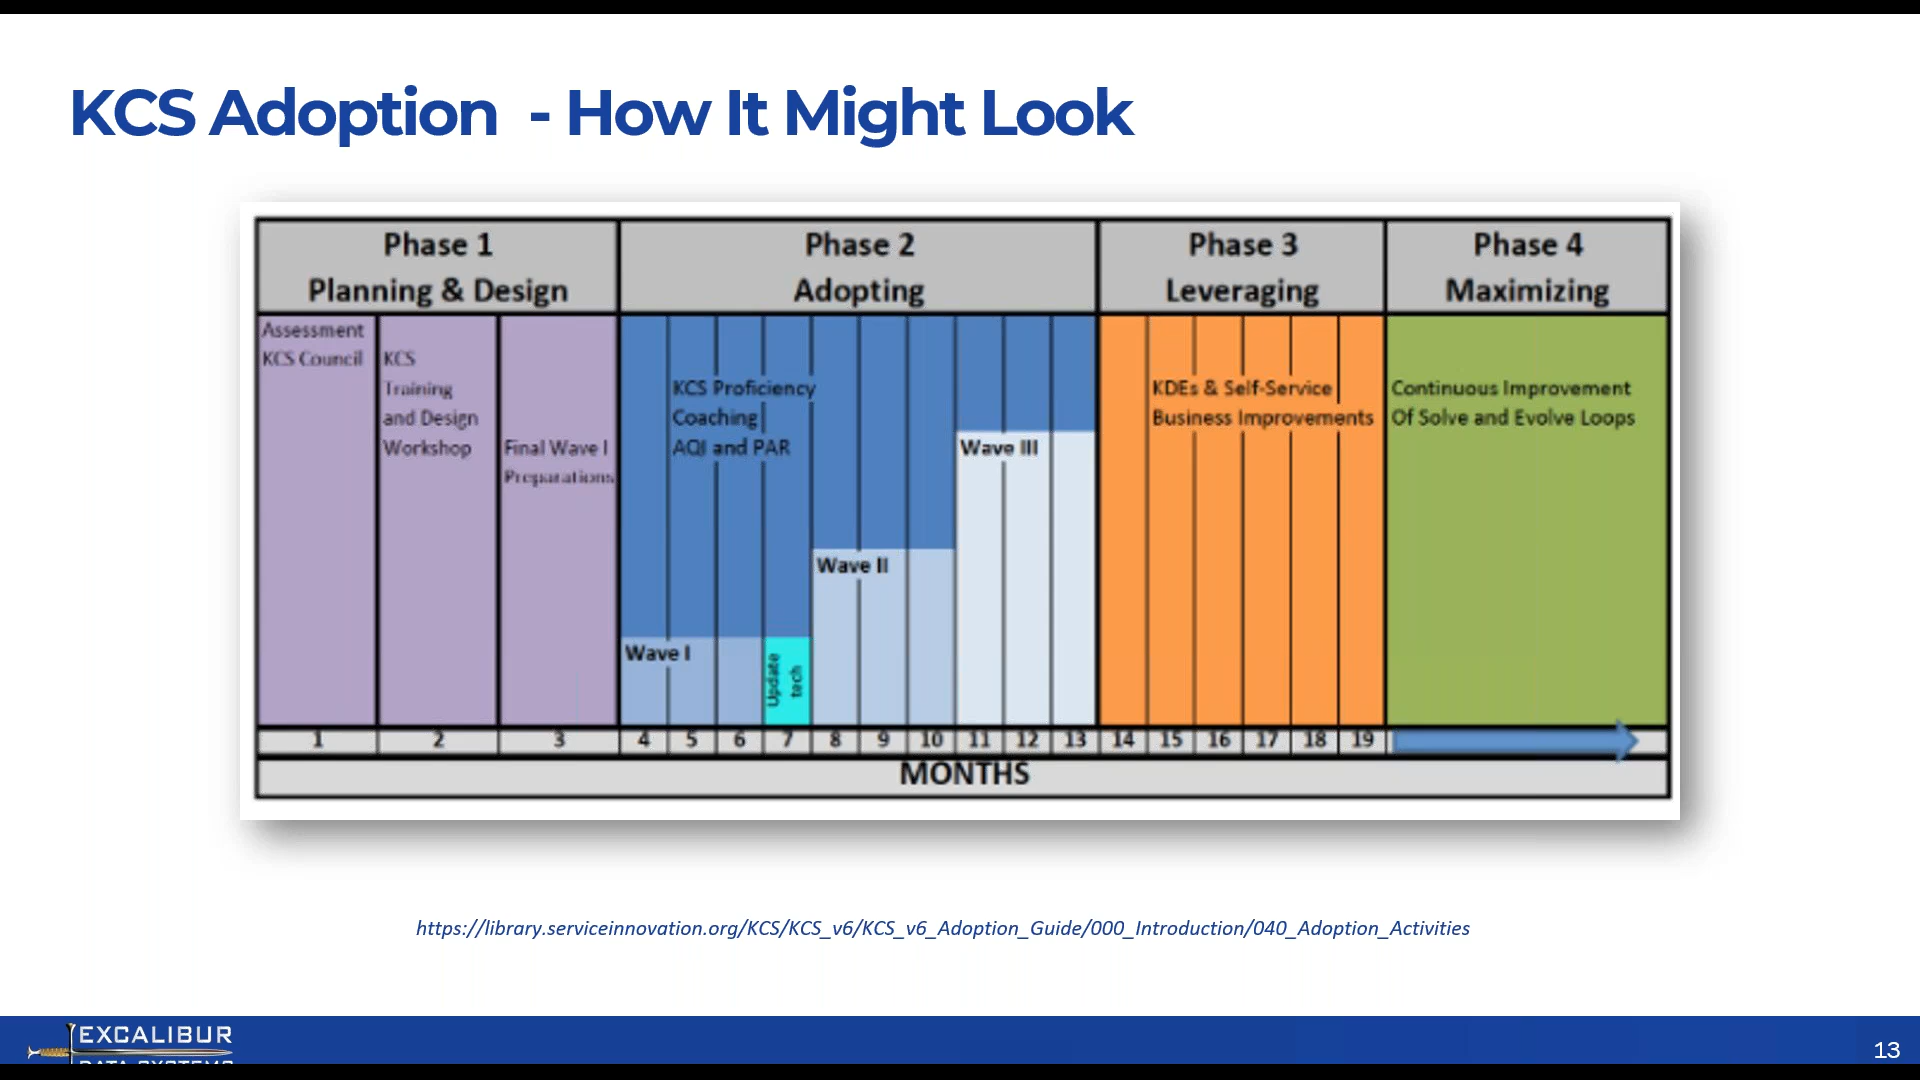 KCS Adoption - How It Might Look
Phase 1
Planning & Design
Phase 2
Adopting
Phase 3
Leveraging
Phase 4
Maximizing
Assessment
KCS Council
KCS
Training
and Design
Workshop
Final Wave I
Preparations
KCS Proficiency
Coaching
AQI and PAR
Wave I
Update
tech
Wave II
Wave III
KDEs & Self-Service
Business Improvements
Continuous Improvement
Of Solve and Evolve Loops
1 2 3 4 5 6 7 8 9 10 11 12 13 14 15 16 17 18 19
MONTHS
https://library.serviceinnovation.org/KCS/KCS_v6/KCS_v6_Adoption_Guide/000_Introduction/040_Adoption_Activities
EXCALIBUR
DATA SYSTEMS
13